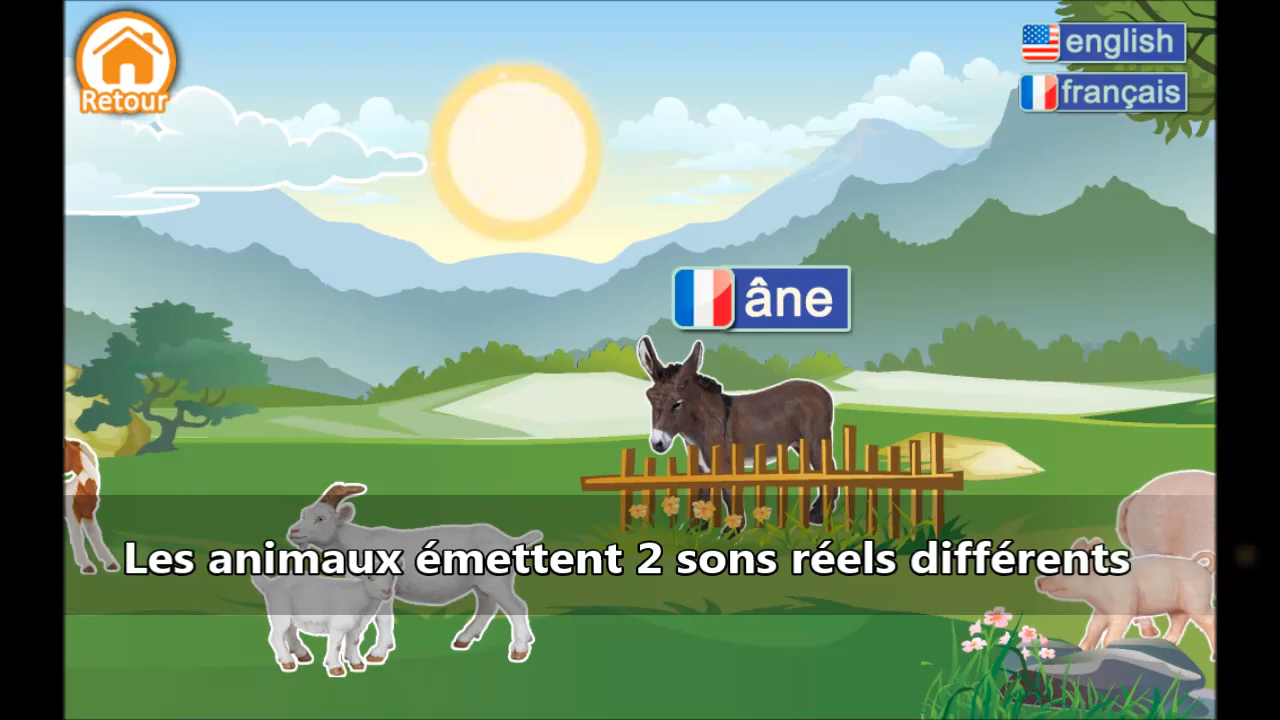 Retour
english
français
âne
Les animaux émettent 2 sons réels différents